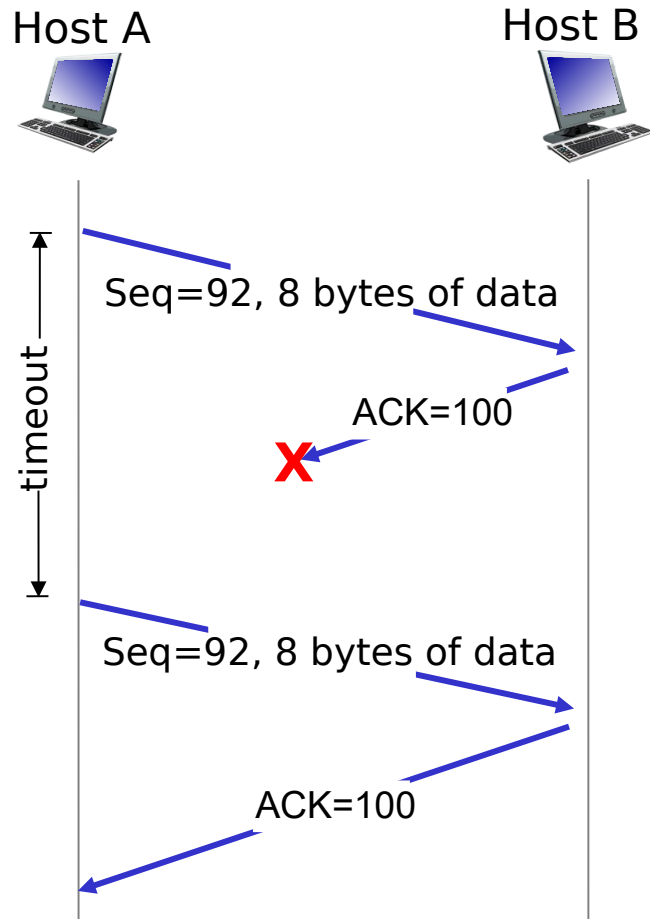 Host A
Host B
Seq=92, 8 bytes of data
ACK=100
X
timeout
Seq=92, 8 bytes of data
ACK=100